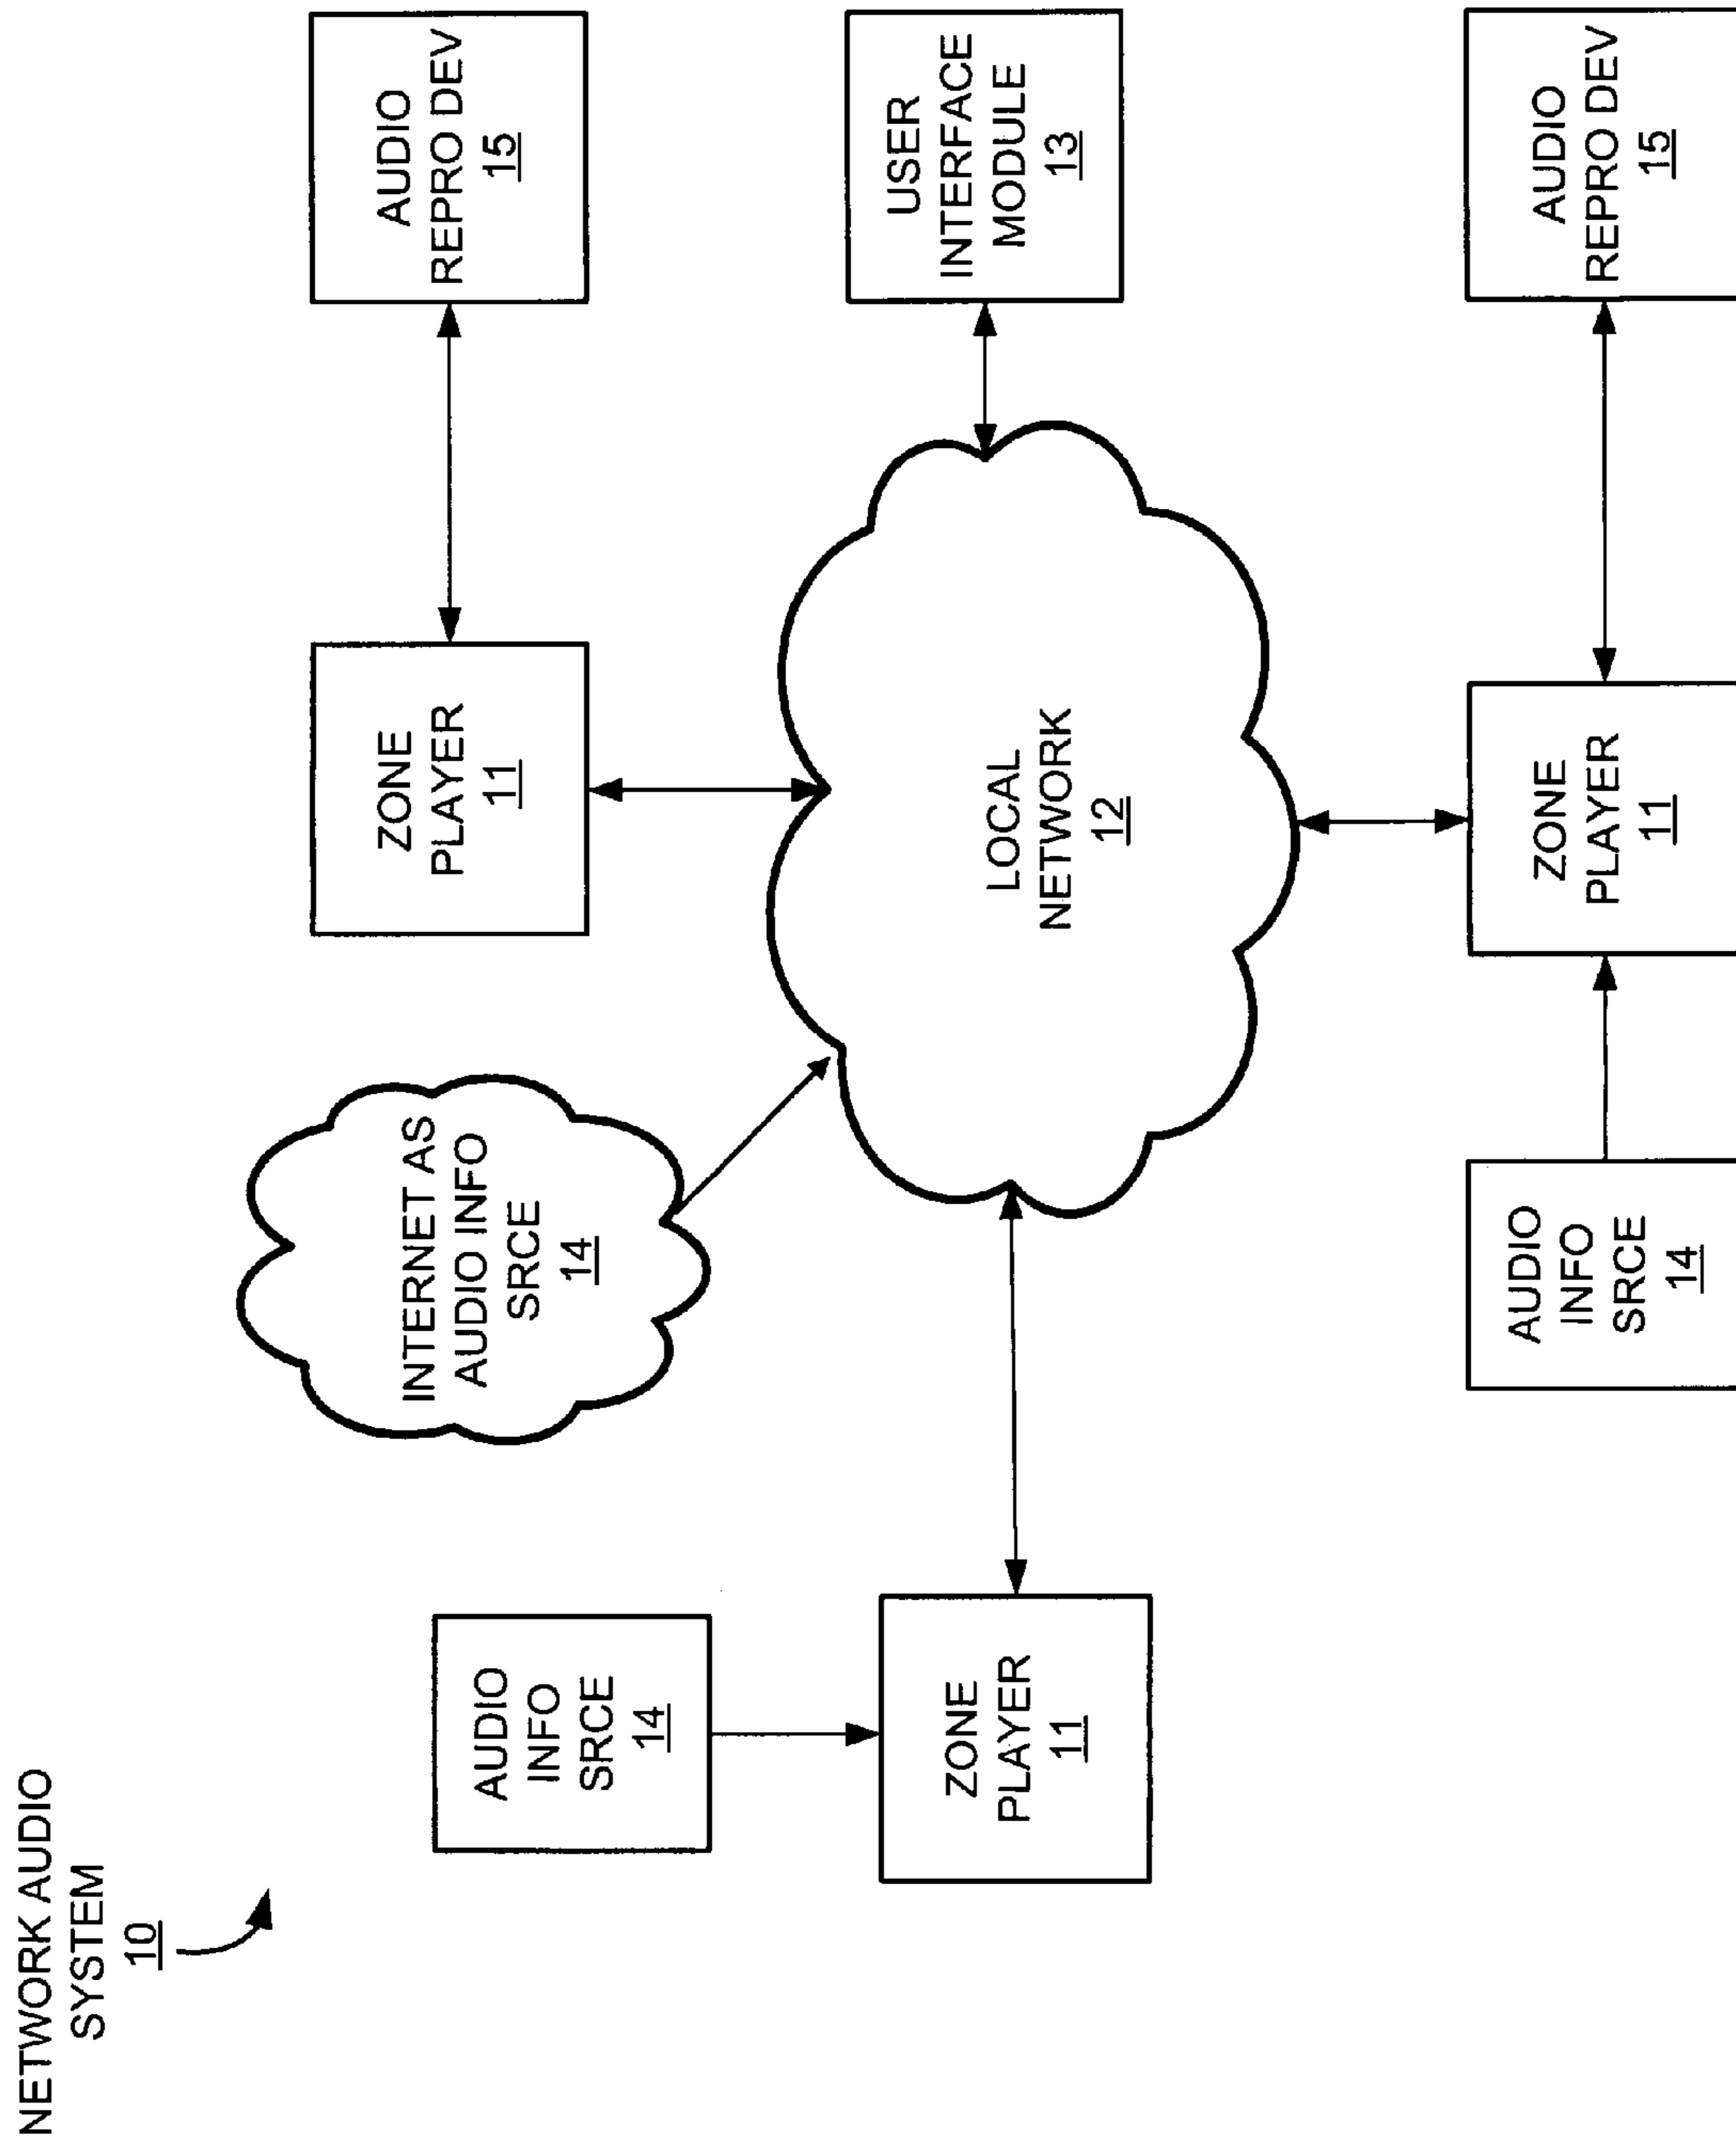 NETWORK AUDIO
SYSTEM
10
INTERNET AS
AUDIO INFO
SRCE
14
ZONE
PLAYER
11
AUDIO
REPRO DEV
15
AUDIO
INFO
SRCE
14
ZONE
PLAYER
11
LOCAL
NETWORK
12
USER
INTERFACE
MODULE
13
AUDIO
INFO
SRCE
14
ZONE
PLAYER
11
AUDIO
REPRO DEV
15